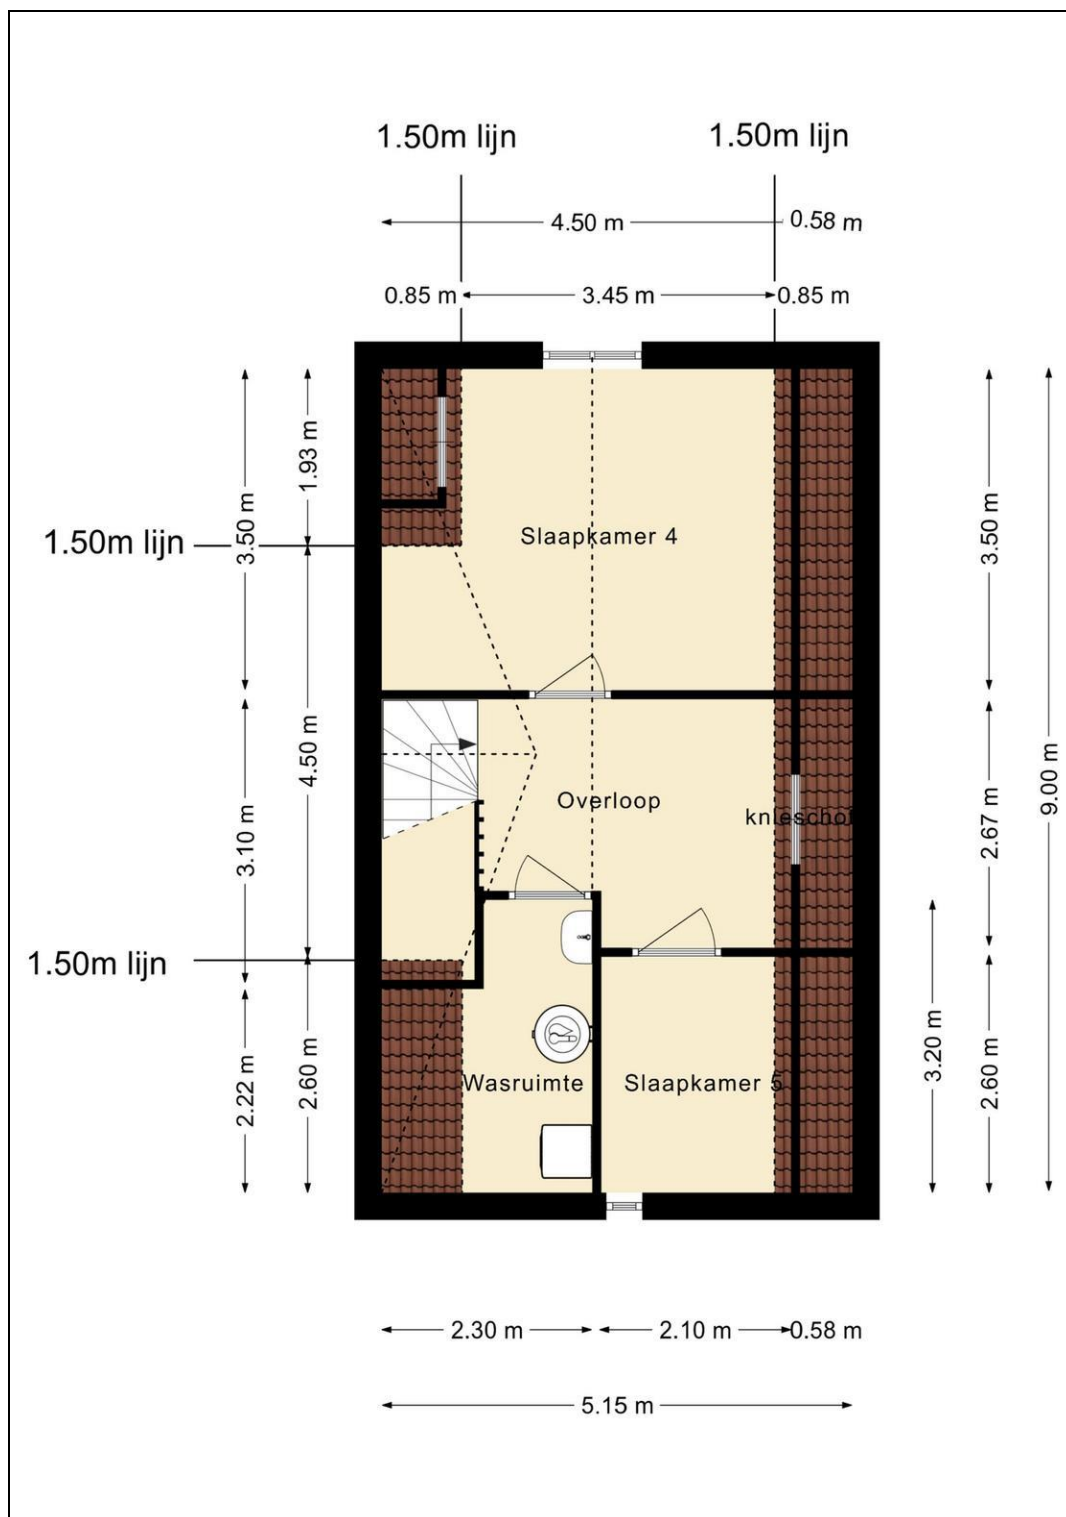 1.50m lijn
1.50m lijn
4.50 m
0.58 m
0.85 m
3.45 m
0.85 m
1.93 m
3.50 m
3.50 m
1.50m lijn
Slaapkamer 4
4.50 m
9.00 m
Overloop
knieschot
3.10 m
2.67 m
1.50m lijn
2.22 m
2.60 m
3.20 m
2.60 m
Wasruimte
Slaapkamer 5
2.30 m
2.10 m
0.58 m
5.15 m